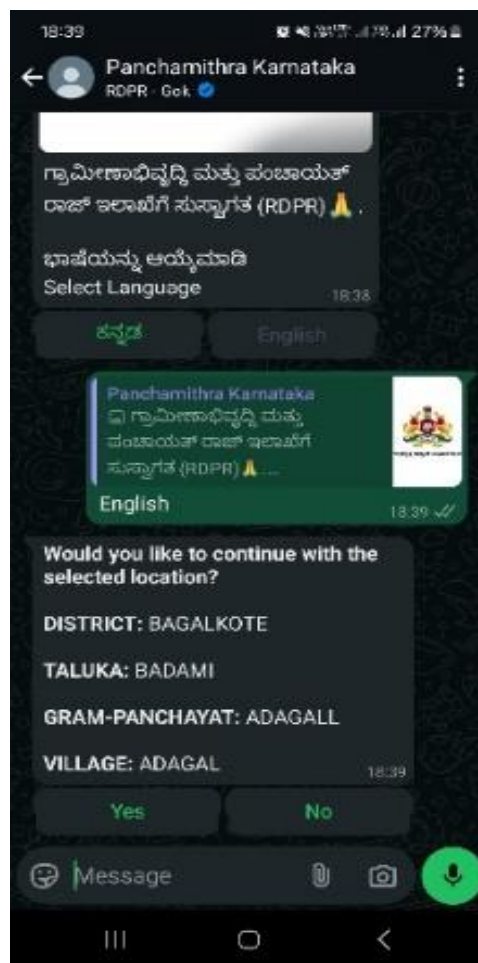 18:39
27%
Panchamithra Karnataka
RDPR - GoK
ಗ್ರಾಮೀಣಾಭಿವೃದ್ಧಿ ಮತ್ತು ಪಂಚಾಯತ್
ರಾಜ್ ಇಲಾಖೆಗೆ ಸುಸ್ವಾಗತ (RDPR) 🙏 .
ಭಾಷೆಯನ್ನು ಆಯ್ಕೆಮಾಡಿ
Select Language
18:38
ಕನ್ನಡ
English
Panchamithra Karnataka
ಗ್ರಾಮೀಣಾಭಿವೃದ್ಧಿ ಮತ್ತು
ಪಂಚಾಯತ್ ರಾಜ್ ಇಲಾಖೆಗೆ
ಸುಸ್ವಾಗತ (RDPR) 🙏 ....
English
18:39
Would you like to continue with the
selected location?
DISTRICT: BAGALKOTE
TALUKA: BADAMI
GRAM-PANCHAYAT: ADAGALL
VILLAGE: ADAGAL
18:39
Yes
No
Message